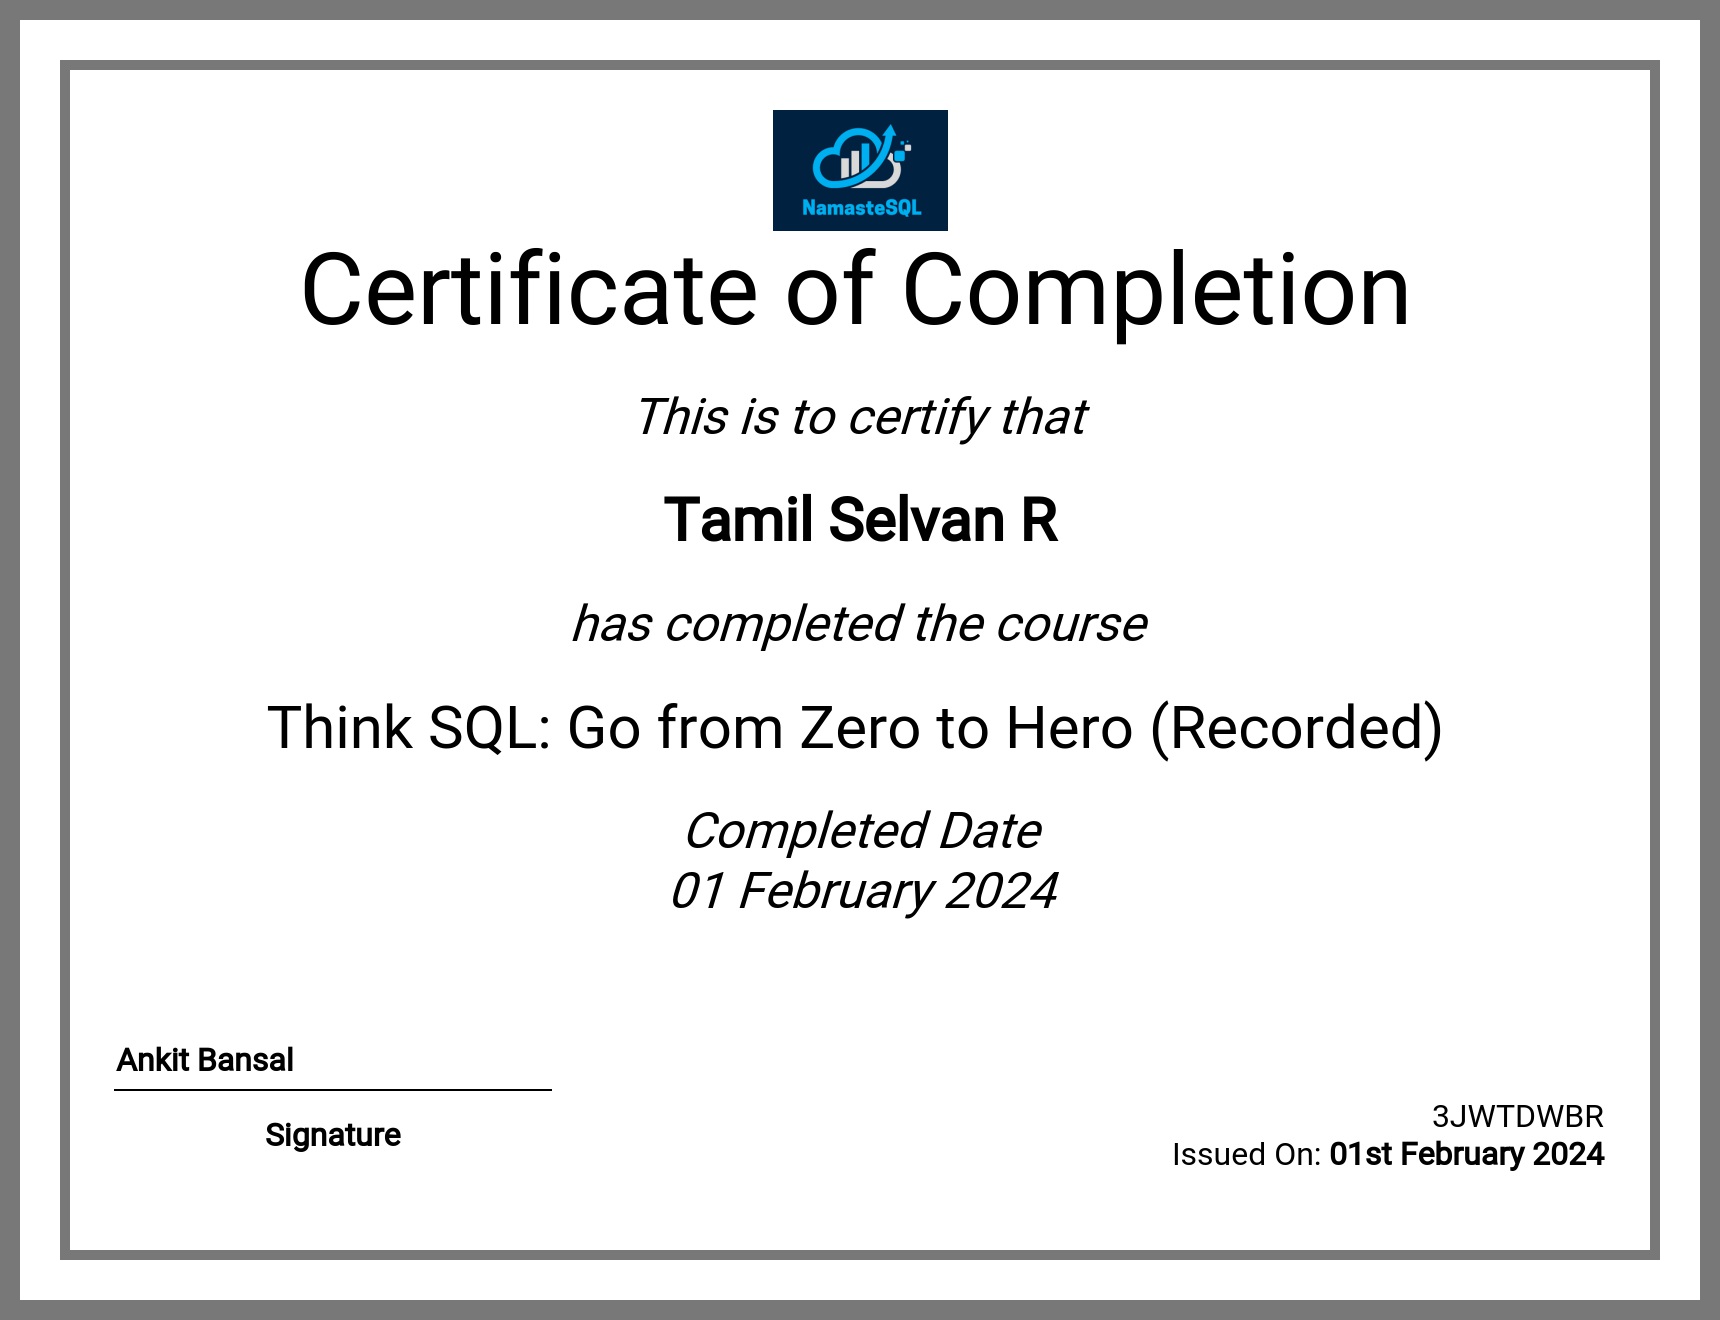 NamasteSQL
Certificate of Completion
This is to certify that
Tamil Selvan R
has completed the course
Think SQL: Go from Zero to Hero (Recorded)
Completed Date
01 February 2024
Ankit Bansal
Signature
3JWTDWBR
Issued On: 01st February 2024